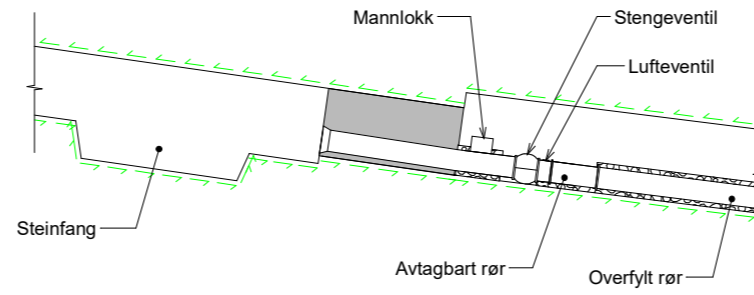 Mannlokk
Stengeventil
Lufteventil
Steinfang
Avtagbart rør
Overfylt rør